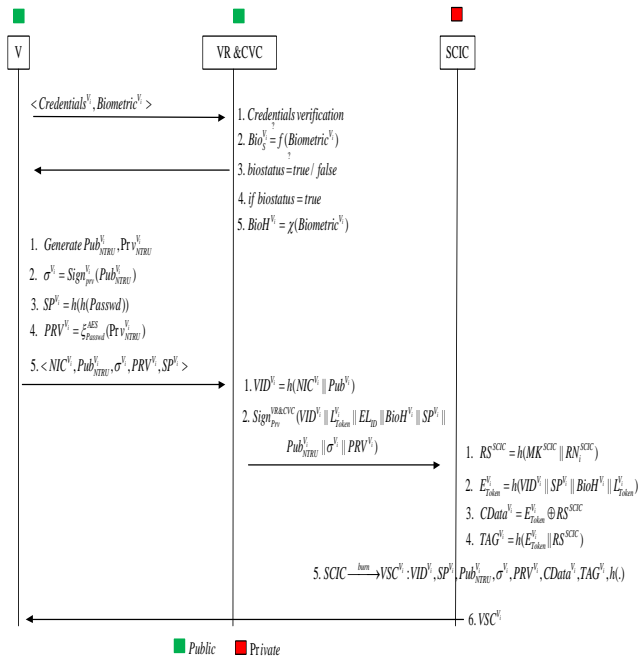 V VR &CVC SCIC
<Credentials^{V_i}, Biometric^{V_i}>
1. Credentials verification
2. Bio_S^{V_i} ?= f(Biometric^{V_i})
3. biostatus ?= true / false
4. if biostatus = true
5. BioH^{V_i} = χ(Biometric^{V_i})
1. Generate Pub_{NTRU}^{V_i}, Prv_{NTRU}^{V_i}
2. σ^{V_i} = Sign_{prv}^{V_i}(Pub_{NTRU}^{V_i})
3. SP^{V_i} = h(h(Passwd))
4. PRV^{V_i} = ξ_{Passwd}^{AES}(Prv_{NTRU}^{V_i})
5. <NIC^{V_i}, Pub_{NTRU}^{V_i}, σ^{V_i}, PRV^{V_i}, SP^{V_i}>
1. VID^{V_i} = h(NIC^{V_i} || Pub^{V_i})
2. Sign_{Prv}^{VR&CVC}(VID^{V_i} || L_{Token}^{V_i} || EL_{ID} || BioH^{V_i} || SP^{V_i} ||
Pub_{NTRU}^{V_i} || σ^{V_i} || PRV^{V_i})
1. RS^{SCIC} = h(MK^{SCIC} || RN_i^{SCIC})
2. E_{Token}^{V_i} = h(VID^{V_i} || SP^{V_i} || BioH^{V_i} || L_{Token}^{V_i})
3. CData^{V_i} = E_{Token}^{V_i} ⊕ RS^{SCIC}
4. TAG^{V_i} = h(E_{Token}^{V_i} || RS^{SCIC})
5. SCIC —burn→ VSC^{V_i} : VID^{V_i}, SP^{V_i}, Pub_{NTRU}^{V_i}, σ^{V_i}, PRV^{V_i}, CData^{V_i}, TAG^{V_i}, h(.)
6. VSC^{V_i}
Public Private